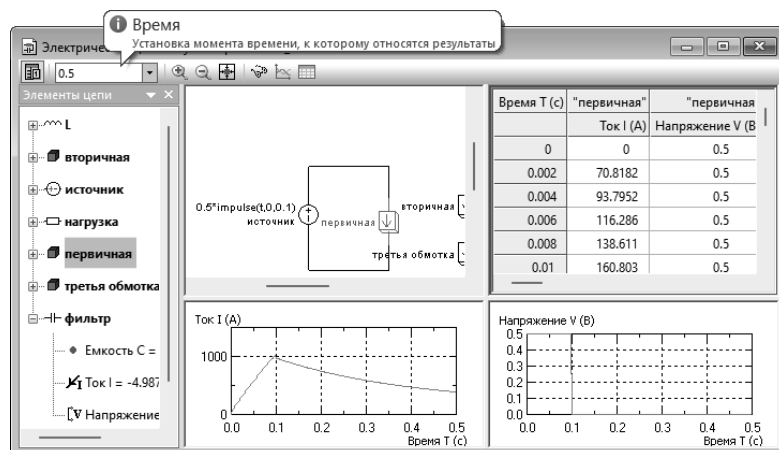 Время
Установка момента времени, к которому относятся результаты
0.5
Элементы цепи
L
вторичная
источник
нагрузка
первичная
третья обмотка
фильтр
Емкость C =
Ток I = -4.987
Напряжение
0.5*impulse(t,0,0.1)
источник
первичная
вторичная
третья обмотка
Время T (с) "первичная" "первичная
Ток I (А) Напряжение V (В
0 0 0.5
0.002 70.8182 0.5
0.004 93.7952 0.5
0.006 116.286 0.5
0.008 138.611 0.5
0.01 160.803 0.5
Ток I (А)
1000
0
0.0 0.1 0.2 0.3 0.4 0.5
Время T (с)
Напряжение V (В)
0.5
0.4
0.3
0.2
0.1
0.0
0.0 0.1 0.2 0.3 0.4 0.5
Время T (с)